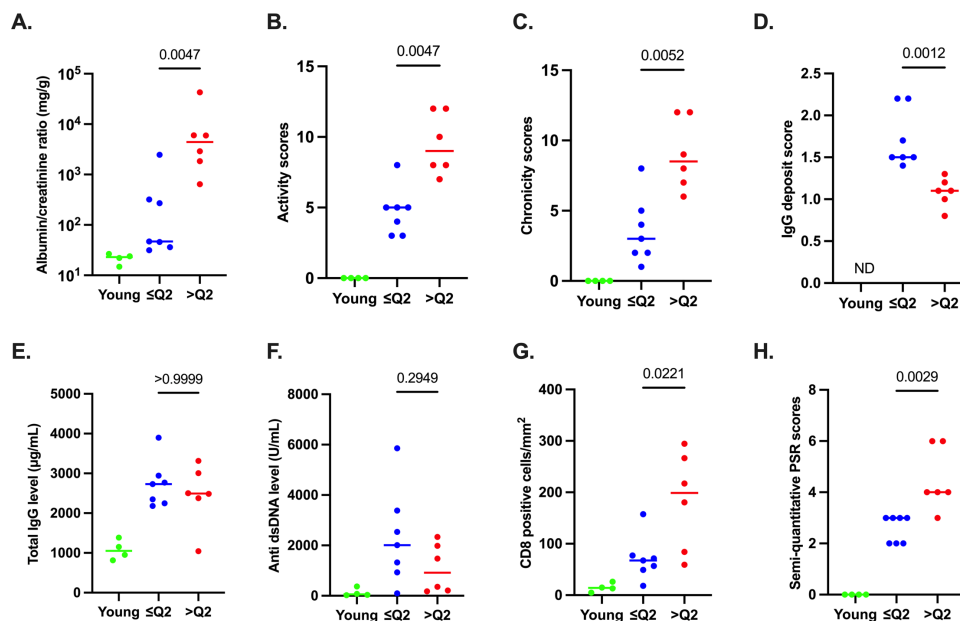 A.
0.0047
Albumin/creatinine ratio (mg/g)
10⁵
10⁴
10³
10²
10¹
Young ≤Q2 >Q2
B.
0.0047
Activity scores
15
10
5
0
Young ≤Q2 >Q2
C.
0.0052
Chronicity scores
15
10
5
0
Young ≤Q2 >Q2
D.
0.0012
IgG deposit score
2.5
2.0
1.5
1.0
0.5
0.0
ND
Young ≤Q2 >Q2
E.
>0.9999
Total IgG level (µg/mL)
5000
4000
3000
2000
1000
0
Young ≤Q2 >Q2
F.
0.2949
Anti dsDNA level (U/mL)
8000
6000
4000
2000
0
Young ≤Q2 >Q2
G.
0.0221
CD8 positive cells/mm²
400
300
200
100
0
Young ≤Q2 >Q2
H.
0.0029
Semi-quantitative PSR scores
8
6
4
2
0
Young ≤Q2 >Q2